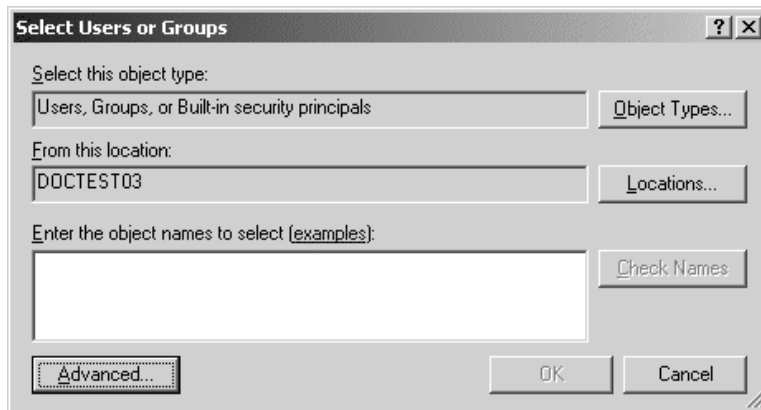 Select Users or Groups
Select this object type:
Users, Groups, or Built-in security principals
Object Types...
From this location:
DOCTEST03
Locations...
Enter the object names to select (examples):
Check Names
Advanced...
OK
Cancel